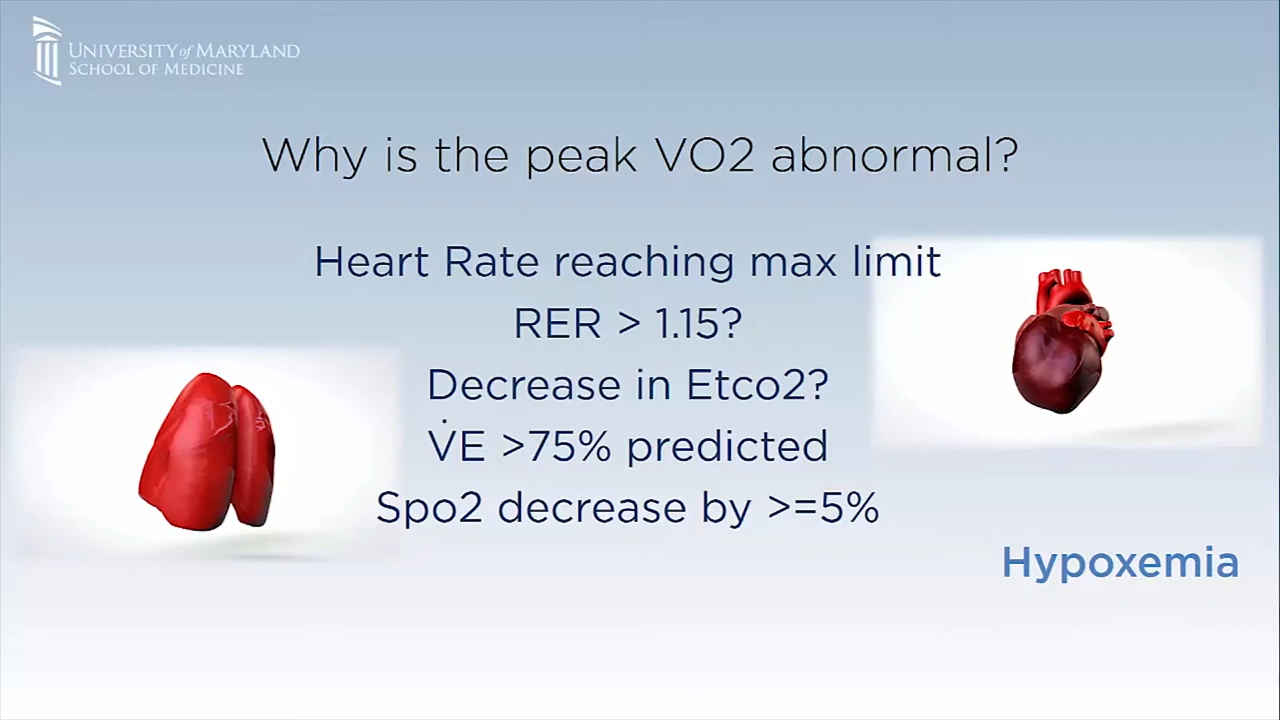 UNIVERSITY of MARYLAND
SCHOOL OF MEDICINE
Why is the peak VO2 abnormal?
Heart Rate reaching max limit
RER > 1.15?
Decrease in Etco2?
V̇E >75% predicted
Spo2 decrease by >=5%
Hypoxemia